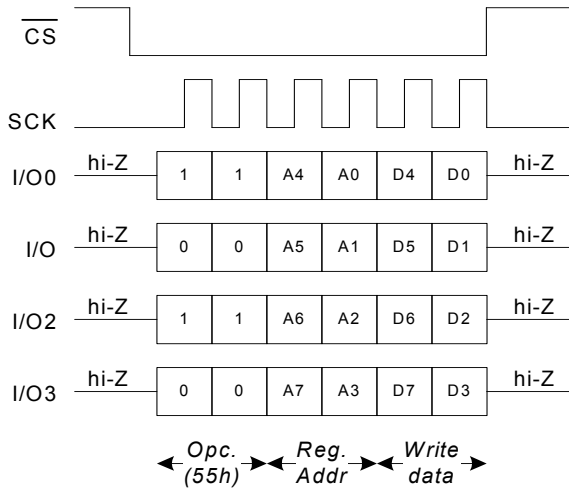 CS
SCK
I/O0 hi-Z 1 1 A4 A0 D4 D0 hi-Z
I/O hi-Z 0 0 A5 A1 D5 D1 hi-Z
I/O2 hi-Z 1 1 A6 A2 D6 D2 hi-Z
I/O3 hi-Z 0 0 A7 A3 D7 D3 hi-Z
Opc. Reg. Write
(55h) Addr data